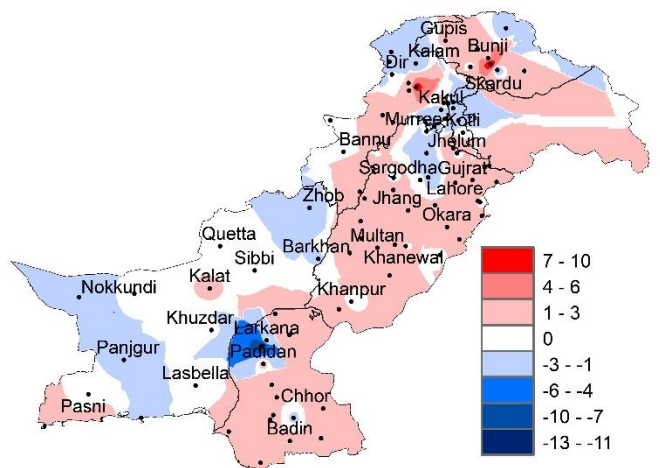 Gupis
Kalam
Bunji
Dir
Skardu
Kakul
Murree
Kotli
Bannu
Jhelum
Sargodha
Gujrat
Zhob
Jhang
Lahore
Okara
Quetta
Multan
Barkhan
Sibbi
Khanewal
Nokkundi
Kalat
Khanpur
Khuzdar
Larkana
Panjgur
Padidan
Lasbella
Pasni
Chhor
Badin
7 - 10
4 - 6
1 - 3
0
-3 - -1
-6 - -4
-10 - -7
-13 - -11